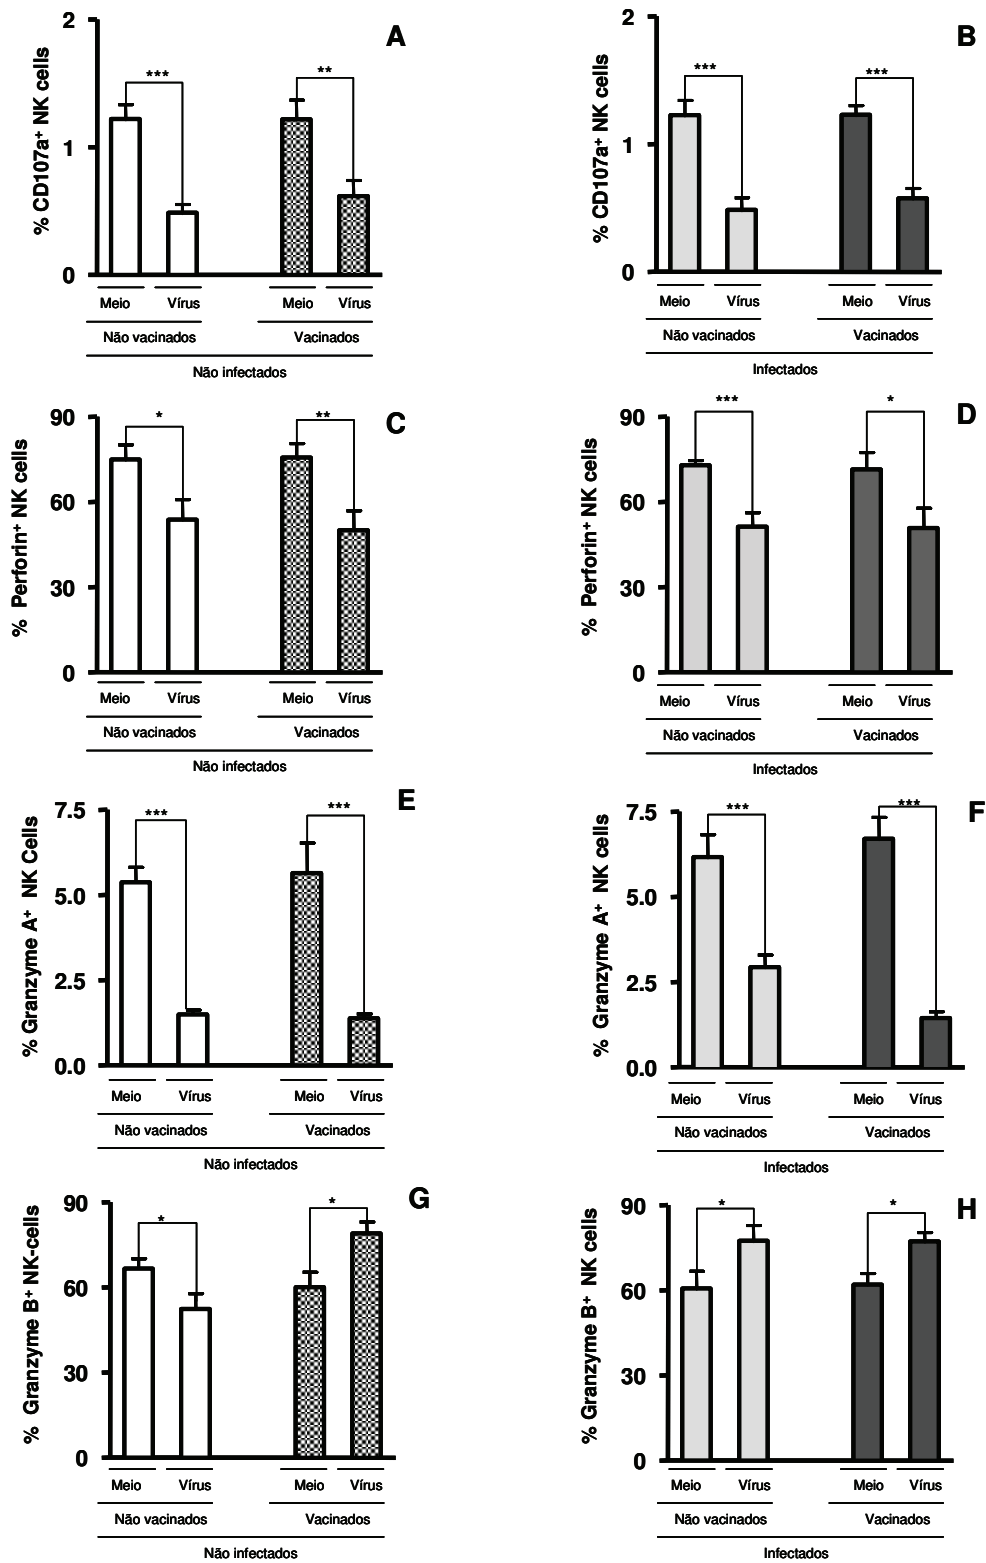 A
% CD107a⁺ NK cells
2
1
0
***
**
Meio Vírus Meio Vírus
Não vacinados Vacinados
Não infectados
B
% CD107a⁺ NK cells
2
1
0
***
***
Meio Vírus Meio Vírus
Não vacinados Vacinados
Infectados
C
% Perforin⁺ NK cells
90
60
30
0
*
**
Meio Vírus Meio Vírus
Não vacinados Vacinados
Não infectados
D
% Perforin⁺ NK cells
90
60
30
0
***
*
Meio Vírus Meio Vírus
Não vacinados Vacinados
Infectados
E
% Granzyme A⁺ NK Cells
7.5
5.0
2.5
0.0
***
***
Meio Vírus Meio Vírus
Não vacinados Vacinados
Não infectados
F
% Granzyme A⁺ NK cells
7.5
5.0
2.5
0.0
***
***
Meio Vírus Meio Vírus
Não vacinados Vacinados
Infectados
G
% Granzyme B⁺ NK-cells
90
60
30
0
*
*
Meio Vírus Meio Vírus
Não vacinados Vacinados
Não infectados
H
% Granzyme B⁺ NK cells
90
60
30
0
*
*
Meio Vírus Meio Vírus
Não vacinados Vacinados
Infectados